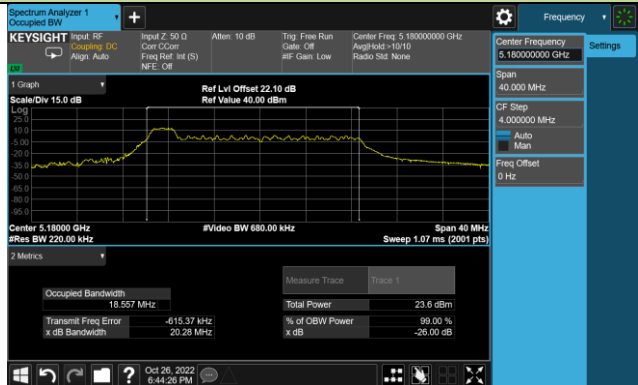 Spectrum Analyzer 1
Occupied BW
Frequency
KEYSIGHT
Input: RF
Coupling: DC
Align: Auto
Input Z: 50 Ω
Corr CCorr
Freq Ref: Int (S)
NFE: Off
Atten: 10 dB
Trig: Free Run
Gate: Off
#IF Gain: Low
Center Freq: 5.180000000 GHz
Avg|Hold:>10/10
Radio Std: None
Center Frequency
5.180000000 GHz
Settings
Span
40.000 MHz
CF Step
4.000000 MHz
Auto
Man
Freq Offset
0 Hz
1 Graph
Scale/Div 15.0 dB
Ref Lvl Offset 22.10 dB
Ref Value 40.00 dBm
Log
25.0
10.0
-5.00
-20.0
-35.0
-50.0
-65.0
-80.0
-95.0
Center 5.18000 GHz
#Res BW 220.00 kHz
#Video BW 680.00 kHz
Span 40 MHz
Sweep 1.07 ms (2001 pts)
2 Metrics
Measure Trace
Trace 1
Occupied Bandwidth
18.557 MHz
Total Power
23.6 dBm
Transmit Freq Error
-615.37 kHz
% of OBW Power
99.00 %
x dB Bandwidth
20.28 MHz
x dB
-26.00 dB
Oct 26, 2022
6:44:26 PM